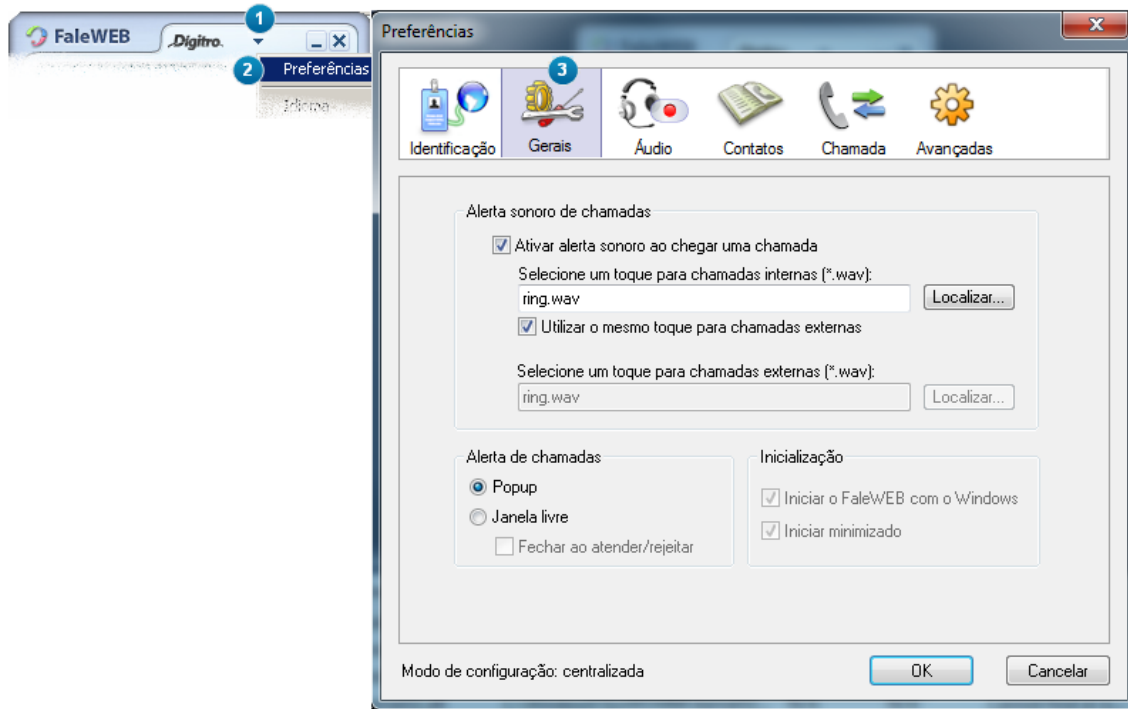 1
FaleWEB
Dígitro.
2
Preferências
Idioma
Preferências
3
Identificação
Gerais
Áudio
Contatos
Chamada
Avançadas
Alerta sonoro de chamadas
Ativar alerta sonoro ao chegar uma chamada
Selecione um toque para chamadas internas (*.wav):
ring.wav
Localizar...
Utilizar o mesmo toque para chamadas externas
Selecione um toque para chamadas externas (*.wav):
ring.wav
Localizar...
Alerta de chamadas
Popup
Janela livre
Fechar ao atender/rejeitar
Inicialização
Iniciar o FaleWEB com o Windows
Iniciar minimizado
Modo de configuração: centralizada
OK
Cancelar